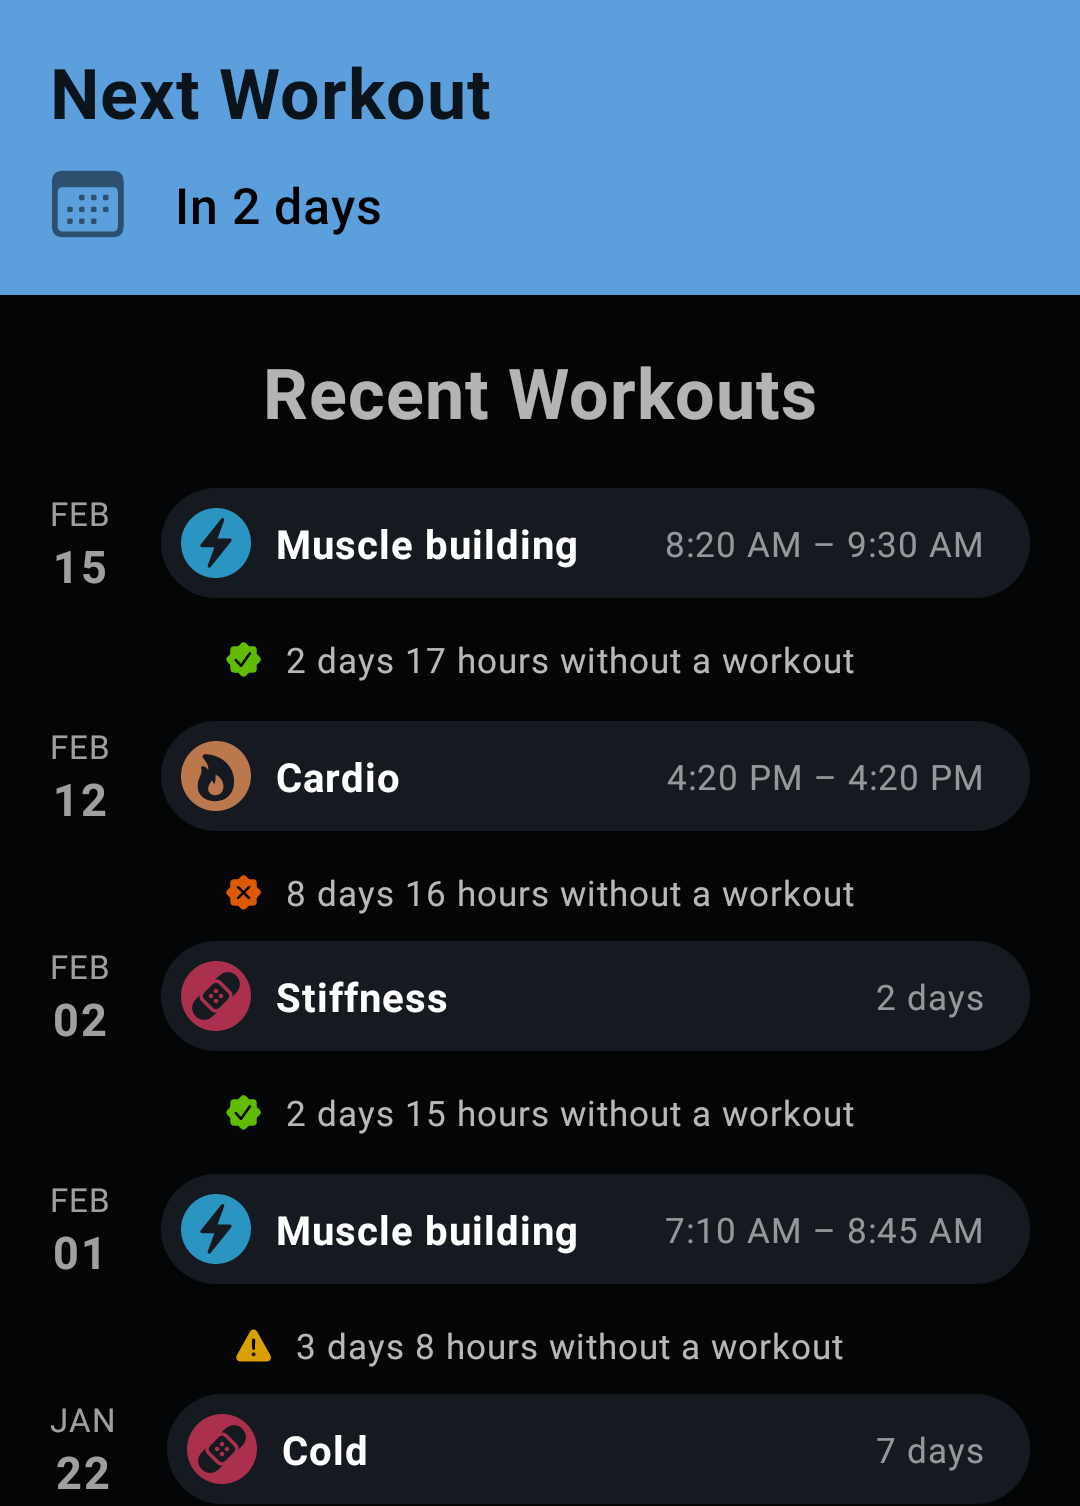 Next Workout
In 2 days
Recent Workouts
FEB
15
Muscle building 8:20 AM – 9:30 AM
2 days 17 hours without a workout
FEB
12
Cardio 4:20 PM – 4:20 PM
8 days 16 hours without a workout
FEB
02
Stiffness 2 days
2 days 15 hours without a workout
FEB
01
Muscle building 7:10 AM – 8:45 AM
3 days 8 hours without a workout
JAN
22
Cold 7 days